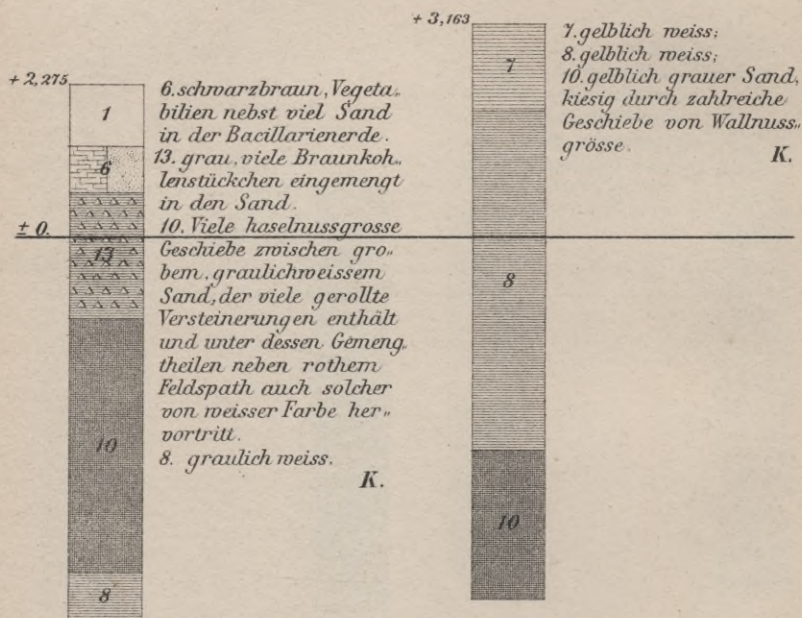 + 2,275
1
6
13
10
8
± 0.
6. schwarzbraun, Vegeta„
bilien nebst viel Sand
in der Bacillarienerde.
13. grau, viele Braunkoh„
lenstückchen eingemengt
in den Sand.
10. Viele haselnussgrosse
Geschiebe zwischen gro„
bem, graulichweissem
Sand, der viele gerollte
Versteinerungen enthält
und unter dessen Gemeng„
theilen neben rothem
Feldspath auch solcher
von weisser Farbe her„
vortritt.
8. graulich weiss.
K.
+ 3,163
7
8
10
7. gelblich weiss;
8. gelblich weiss;
10. gelblich grauer Sand,
kiesig durch zahlreiche
Geschiebe von Wallnuss„
grösse.
K.